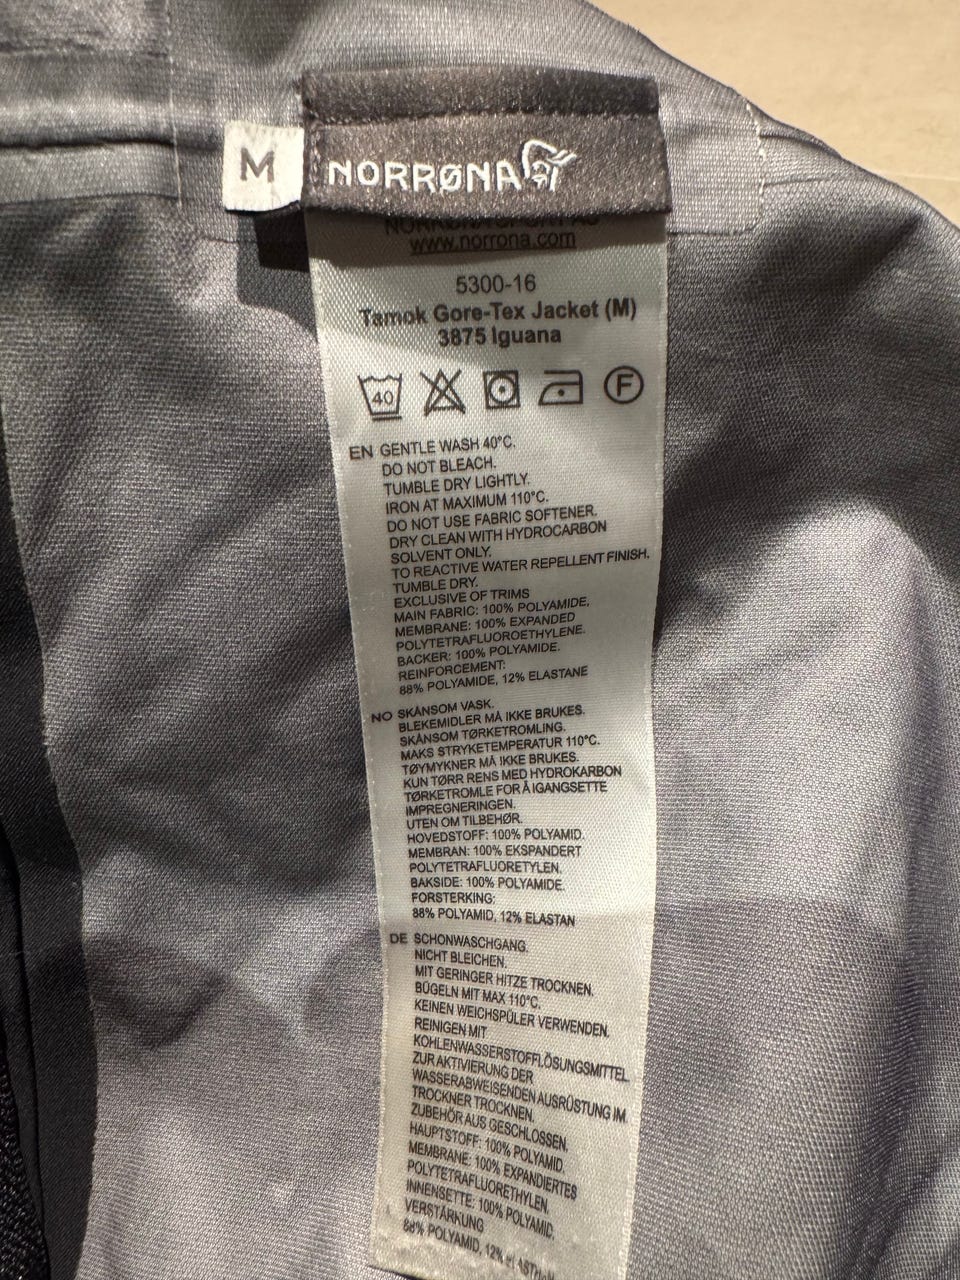 M
NORRØNA
NORRØNA SPORT AS
www.norrona.com
5300-16
Tamok Gore-Tex Jacket (M)
3875 Iguana
40
F
EN GENTLE WASH 40°C.
DO NOT BLEACH.
TUMBLE DRY LIGHTLY.
IRON AT MAXIMUM 110°C.
DO NOT USE FABRIC SOFTENER.
DRY CLEAN WITH HYDROCARBON
SOLVENT ONLY.
TO REACTIVE WATER REPELLENT FINISH.
TUMBLE DRY.
EXCLUSIVE OF TRIMS
MAIN FABRIC: 100% POLYAMIDE,
MEMBRANE: 100% EXPANDED
POLYTETRAFLUOROETHYLENE.
BACKER: 100% POLYAMIDE.
REINFORCEMENT:
88% POLYAMIDE, 12% ELASTANE
NO SKÅNSOM VASK.
BLEKEMIDLER MÅ IKKE BRUKES.
SKÅNSOM TØRKETROMLING.
MAKS STRYKETEMPERATUR 110°C.
TØYMYKNER MÅ IKKE BRUKES.
KUN TØRR RENS MED HYDROKARBON
TØRKETROMLE FOR Å IGANGSETTE
IMPREGNERINGEN.
UTEN OM TILBEHØR.
HOVEDSTOFF: 100% POLYAMID.
MEMBRAN: 100% EKSPANDERT
POLYTETRAFLUORETYLEN.
BAKSIDE: 100% POLYAMIDE.
FORSTERKING:
88% POLYAMID, 12% ELASTAN
DE SCHONWASCHGANG.
NICHT BLEICHEN.
MIT GERINGER HITZE TROCKNEN.
BÜGELN MIT MAX 110°C.
KEINEN WEICHSPÜLER VERWENDEN.
REINIGEN MIT
KOHLENWASSERSTOFFLÖSUNGSMITTEL
ZUR AKTIVIERUNG DER
WASSERABWEISENDEN AUSRÜSTUNG IM
TROCKNER TROCKNEN.
ZUBEHÖR AUS GESCHLOSSEN.
HAUPTSTOFF: 100% POLYAMID,
MEMBRANE: 100% EXPANDIERTES
POLYTETRAFLUORETHYLEN.
INNENSETTE: 100% POLYAMID,
VERSTÄRKUNG
88% POLYAMID, 12%